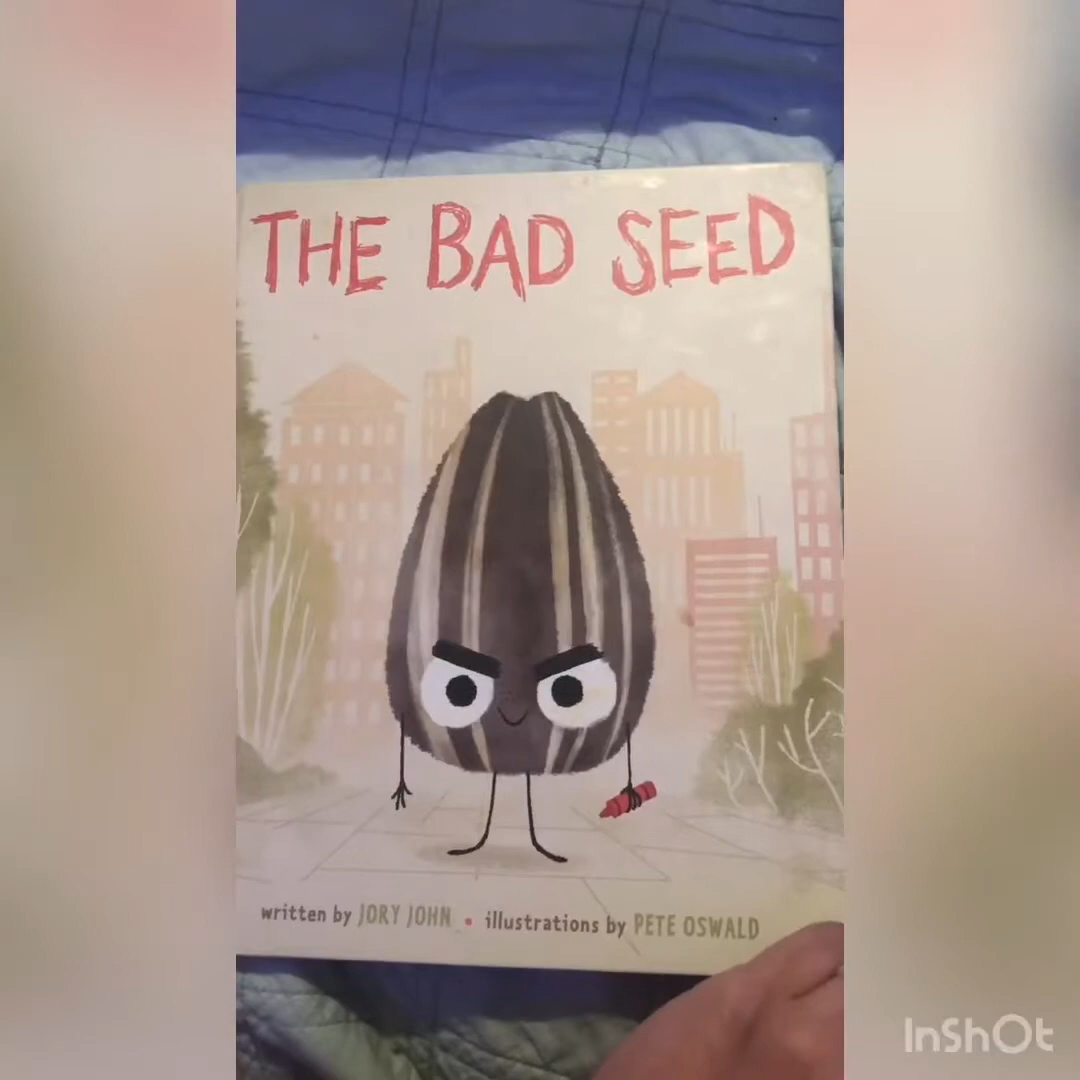 THE BAD SEED
written by JORY JOHN • illustrations by PETE OSWALD
InShOt